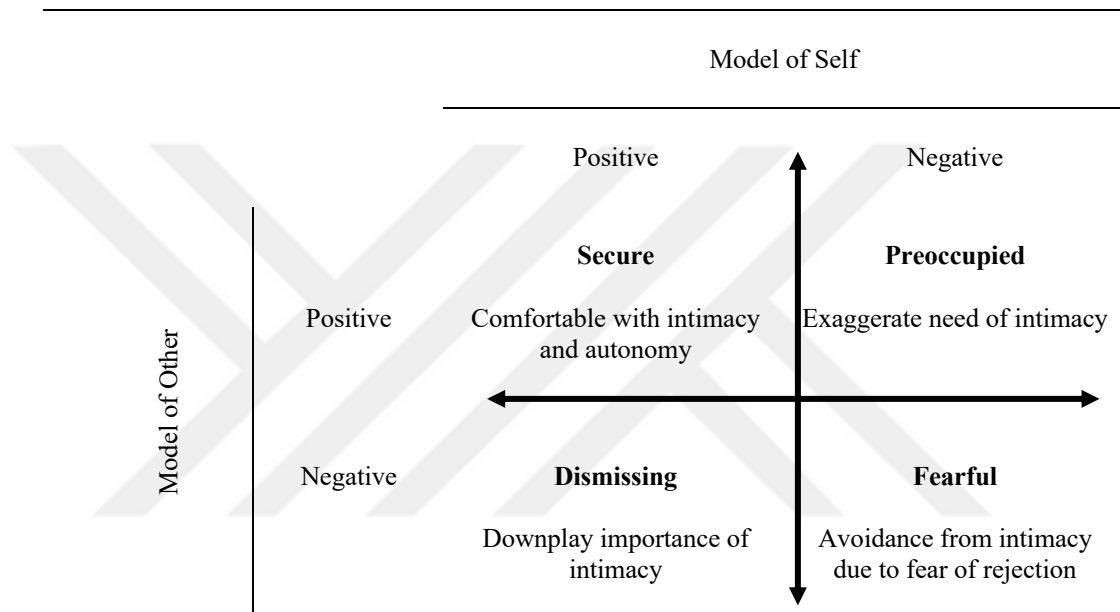 Model of Self
Positive
Negative
Secure
Preoccupied
Model of Other
Positive
Comfortable with intimacy
and autonomy
Exaggerate need of intimacy
Negative
Dismissing
Fearful
Downplay importance of
intimacy
Avoidance from intimacy
due to fear of rejection